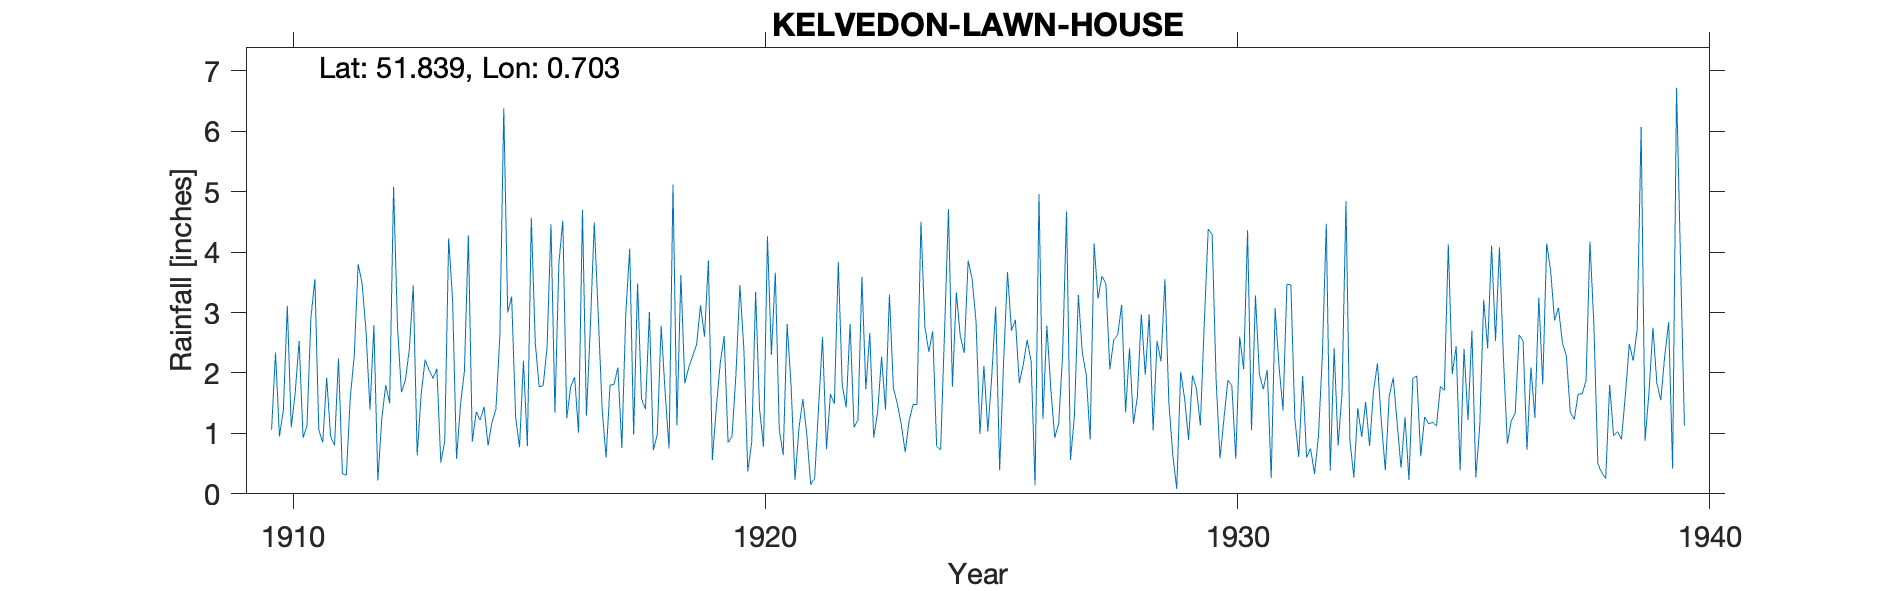 KELVEDON-LAWN-HOUSE
Lat: 51.839, Lon: 0.703
7
6
5
4
3
2
1
0
Rainfall [inches]
1910 1920 1930 1940
Year